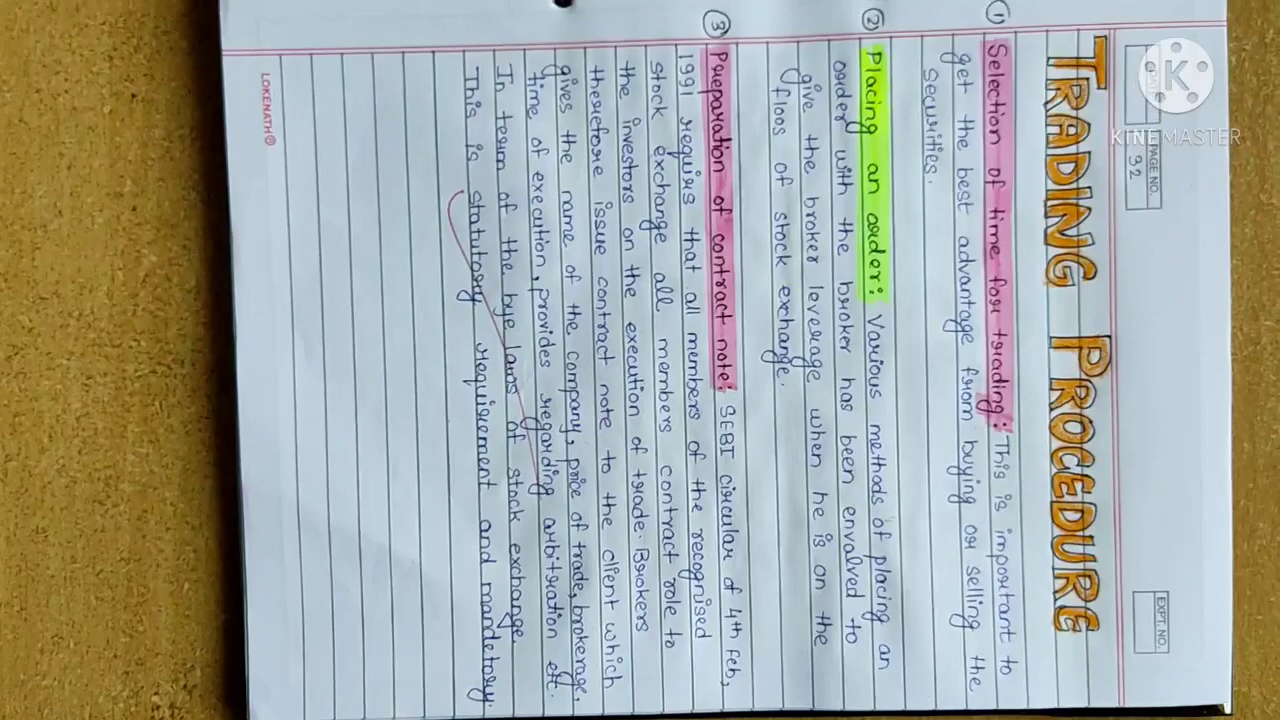 PAGE NO.
32
EXPT. NO.
KINEMASTER
TRADING PROCEDURE
① Selection of time for trading: This is important to
get the best advantage from buying or selling the
securities.
② Placing an order: Various methods of placing an
order with the broker has been envalved to
give the broker leverage when he is on the
floos of stock exchange.
③ Preparation of contract note: SEBI circular of 4th feb,
1991 requirs that all members of the recognised
stock exchange all members contract role to
the investors on the execution of trade. Brokers
therefore issue contract note to the client which
gives the name of the company, price of trade, brokerage,
time of execution, provides regarding arbitration etc.
In term of the bye laws of stock exchange.
This is statutory requirement and mandetory.
LOKENATH®